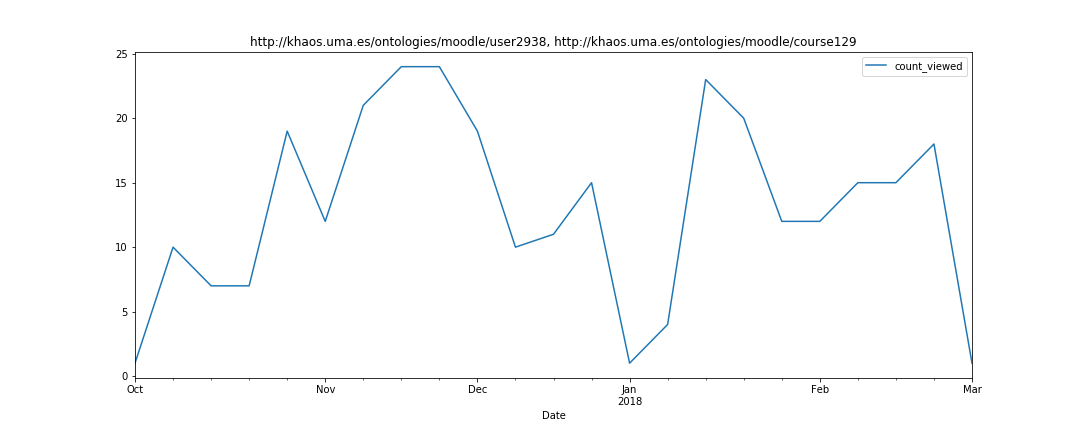 http://khaos.uma.es/ontologies/moodle/user2938, http://khaos.uma.es/ontologies/moodle/course129
count_viewed
25
20
15
10
5
0
Oct Nov Dec Jan Feb Mar
2018
Date